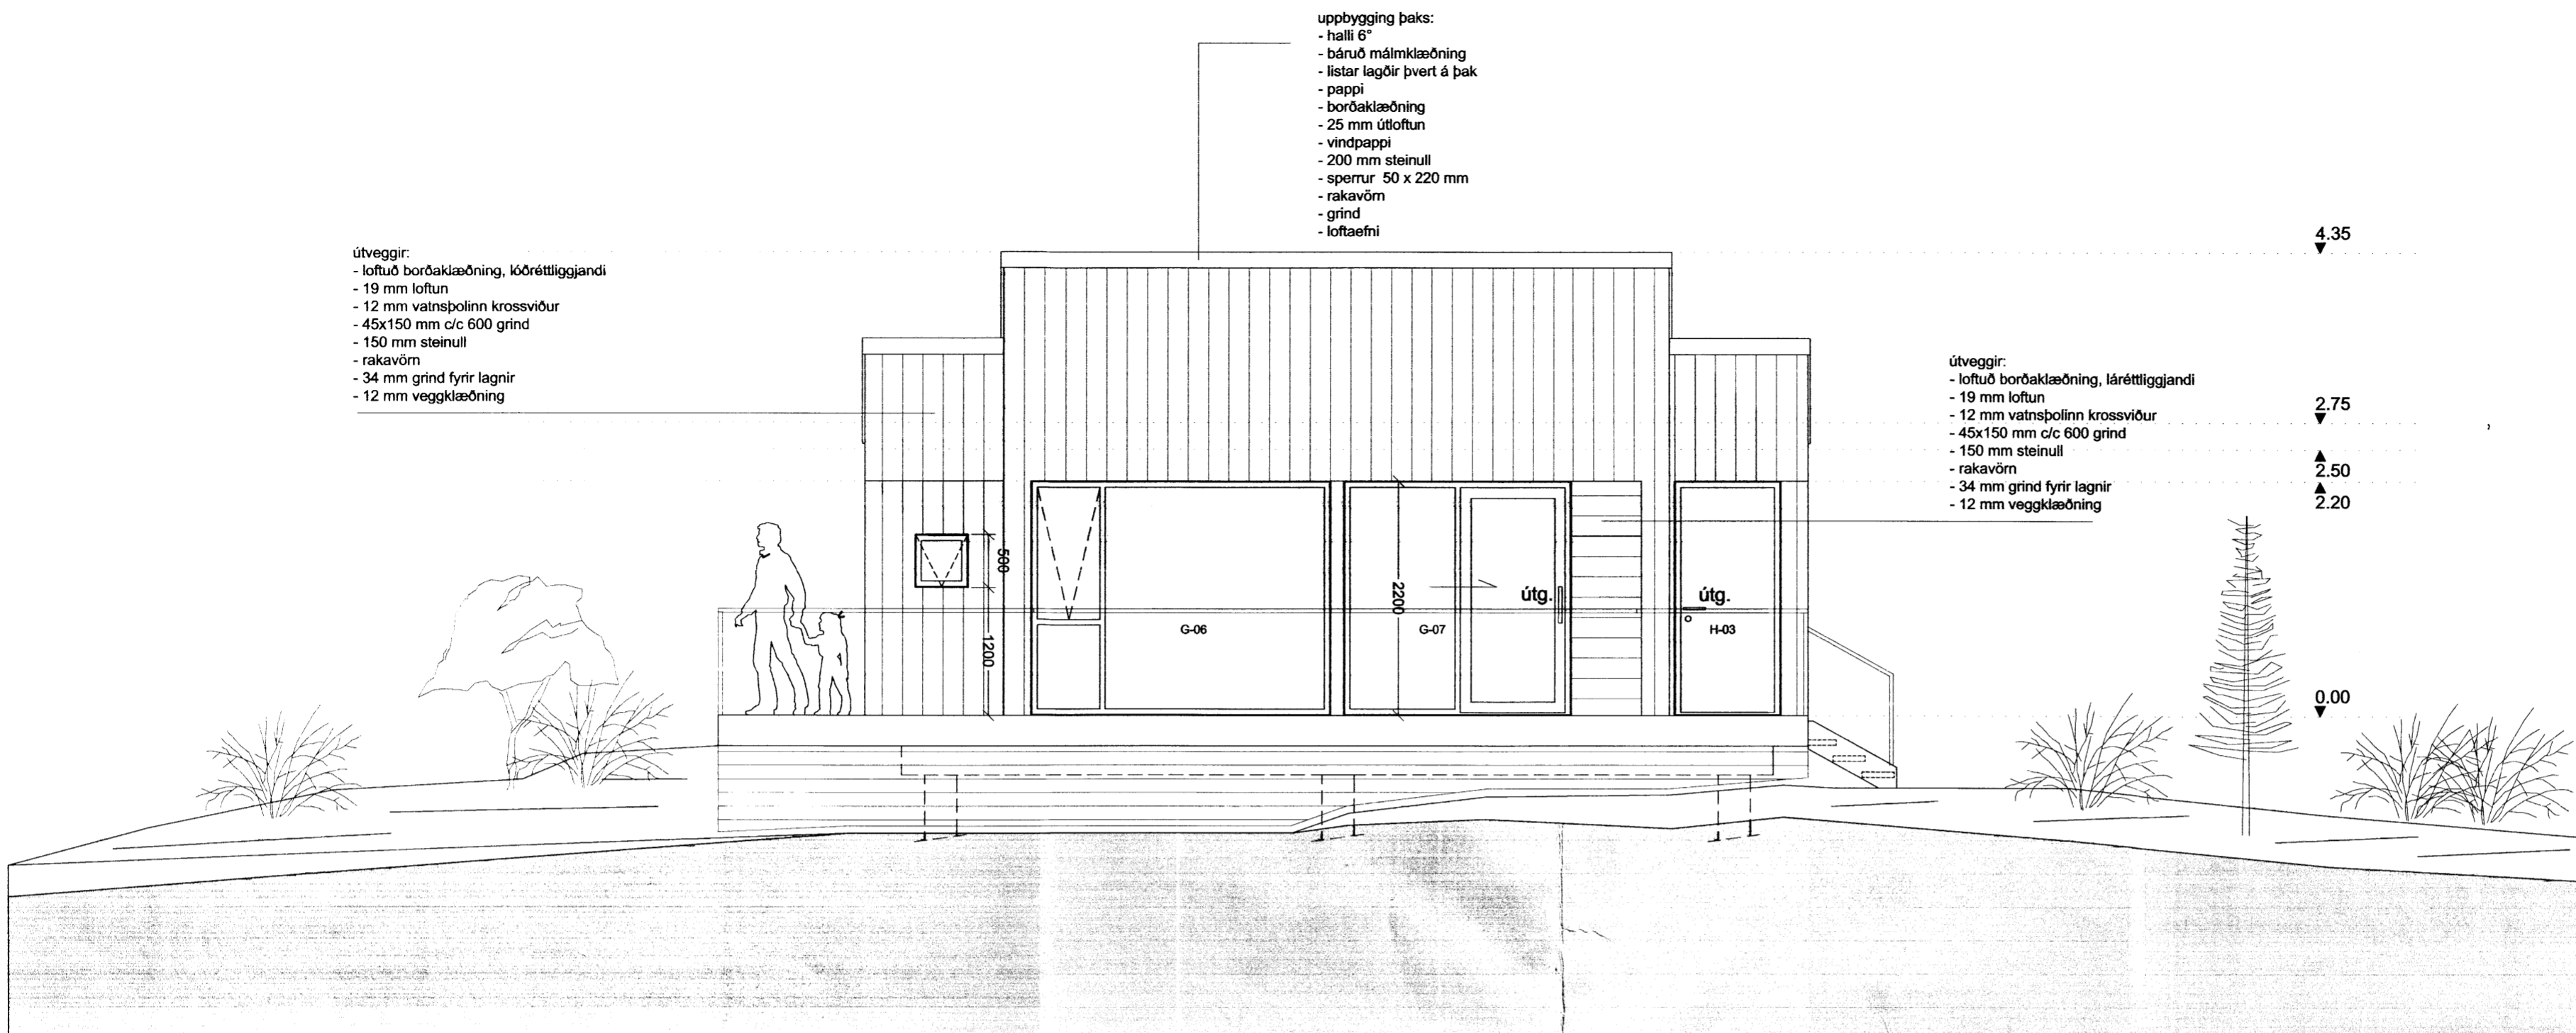 uppbygging þaks:
- halli 6°
- báruð málmklæðning
- listar lagðir þvert á þak
- pappi
- borðaklæðning
- 25 mm útloftun
- vindpappi
- 200 mm steinull
- sperrur 50 x 220 mm
- rakavörn
- grind
- loftaefni
útveggir:
- loftuð borðaklæðning, lóðréttliggjandi
- 19 mm loftun
- 12 mm vatnsþolinn krossviður
- 45x150 mm c/c 600 grind
- 150 mm steinull
- rakavörn
- 34 mm grind fyrir lagnir
- 12 mm veggklæðning
útveggir:
- loftuð borðaklæðning, láréttliggjandi
- 19 mm loftun
- 12 mm vatnsþolinn krossviður
- 45x150 mm c/c 600 grind
- 150 mm steinull
- rakavörn
- 34 mm grind fyrir lagnir
- 12 mm veggklæðning
4.35
2.75
2.50
2.20
0.00
500
1200
2200
útg.
útg.
G-06
G-07
H-03